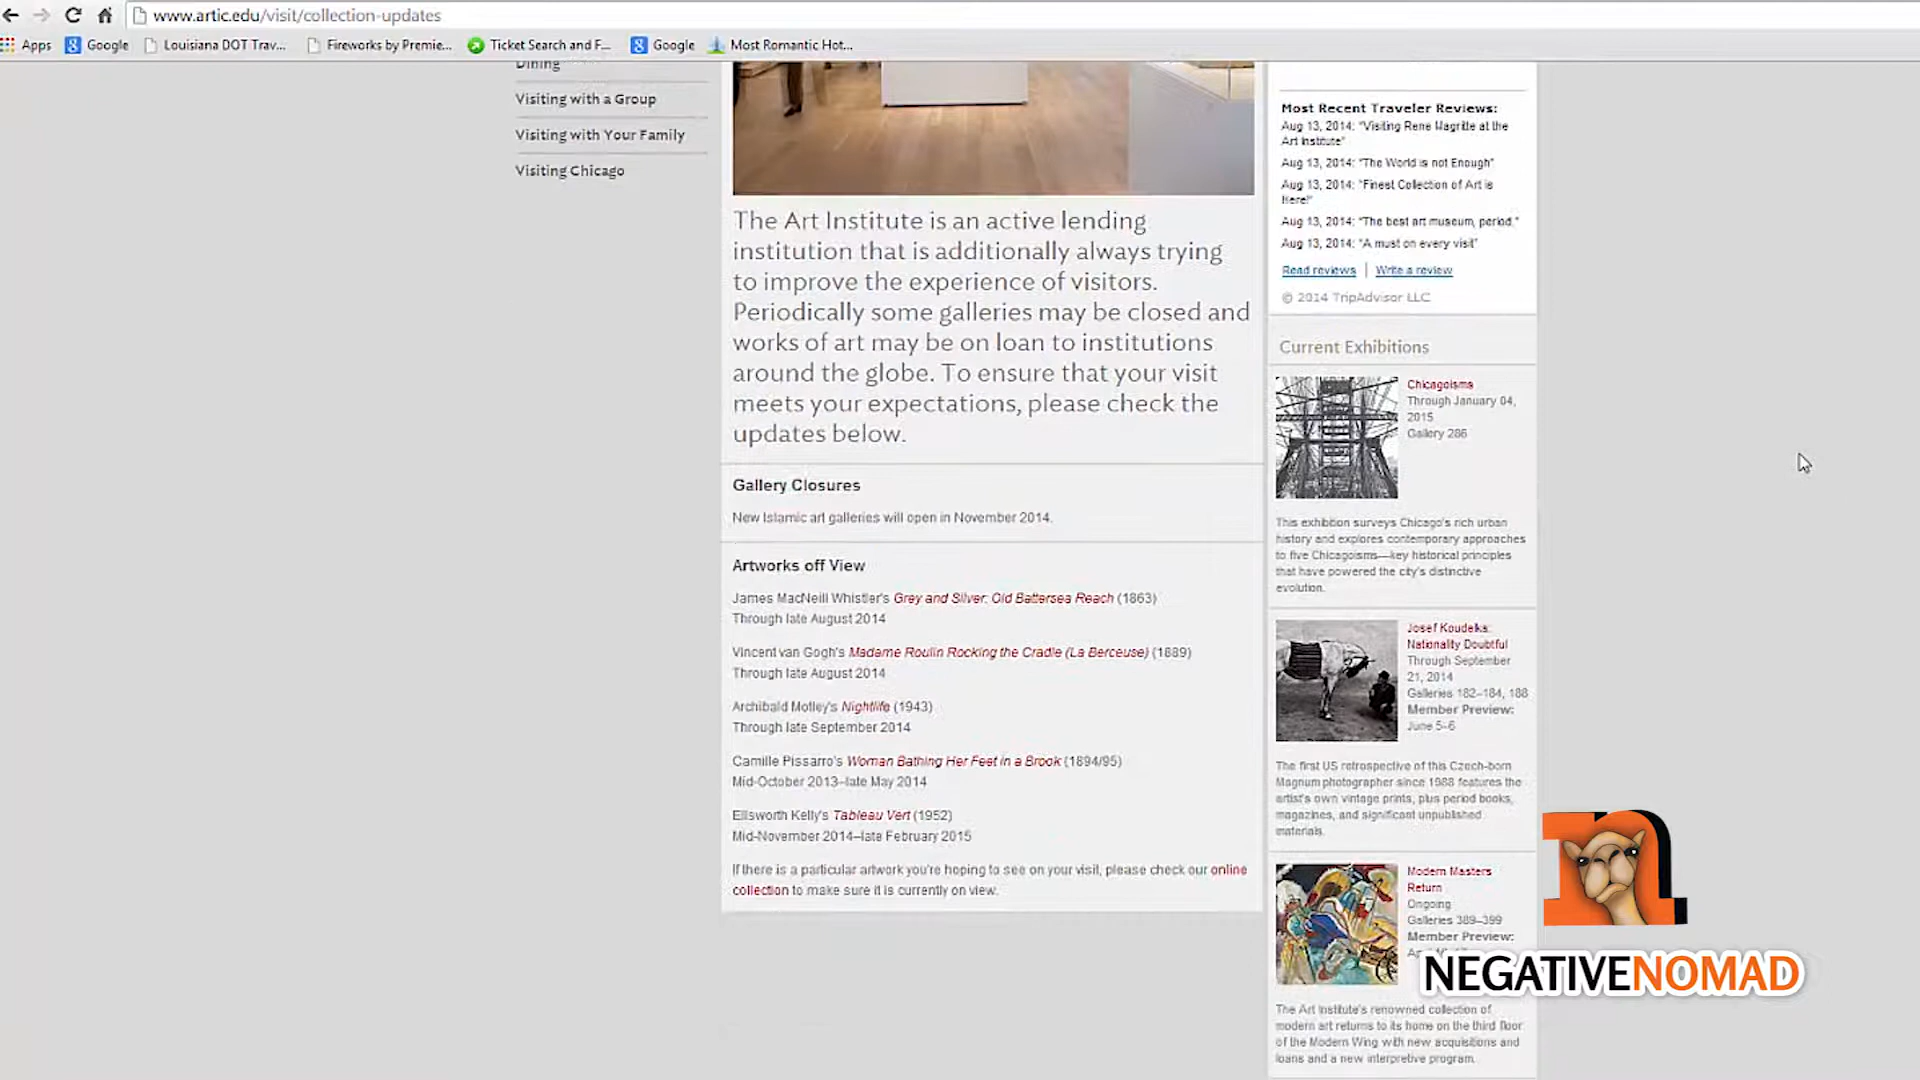 www.artic.edu/visit/collection-updates
Apps
Google
Louisiana DOT Trav...
Fireworks by Premie...
Ticket Search and F...
Google
Most Romantic Hot...
Dining
Visiting with a Group
Visiting with Your Family
Visiting Chicago
The Art Institute is an active lending
institution that is additionally always trying
to improve the experience of visitors.
Periodically some galleries may be closed and
works of art may be on loan to institutions
around the globe. To ensure that your visit
meets your expectations, please check the
updates below.
Gallery Closures
New Islamic art galleries will open in November 2014.
Artworks off View
James MacNeill Whistler's Grey and Silver: Old Battersea Reach (1863)
Through late August 2014
Vincent van Gogh's Madame Roulin Rocking the Cradle (La Berceuse) (1889)
Through late August 2014
Archibald Motley's Nightlife (1943)
Through late September 2014
Camille Pissarro's Woman Bathing Her Feet in a Brook (1894/95)
Mid-October 2013–late May 2014
Ellsworth Kelly's Tableau Vert (1952)
Mid-November 2014–late February 2015
If there is a particular artwork you're hoping to see on your visit, please check our online
collection to make sure it is currently on view.
Most Recent Traveler Reviews:
Aug 13, 2014: "Visiting Rene Magritte at the
Art Institute"
Aug 13, 2014: "The World is not Enough"
Aug 13, 2014: "Finest Collection of Art is
Here!"
Aug 13, 2014: "The best art museum, period."
Aug 13, 2014: "A must on every visit"
Read reviews | Write a review
© 2014 TripAdvisor LLC
Current Exhibitions
Chicagoisms
Through January 04,
2015
Gallery 286
This exhibition surveys Chicago's rich urban
history and explores contemporary approaches
to five Chicagoisms—key historical principles
that have powered the city's distinctive
evolution.
Josef Koudelka:
Nationality Doubtful
Through September
21, 2014
Galleries 182–184, 188
Member Preview:
June 5–6
The first US retrospective of this Czech-born
Magnum photographer since 1988 features the
artist's own vintage prints, plus period books,
magazines, and significant unpublished
materials.
Modern Masters
Return
Ongoing
Galleries 389–399
Member Preview:
The Art Institute's renowned collection of
modern art returns to its home on the third floor
of the Modern Wing with new acquisitions and
loans and a new interpretive program.
n
NEGATIVENOMAD